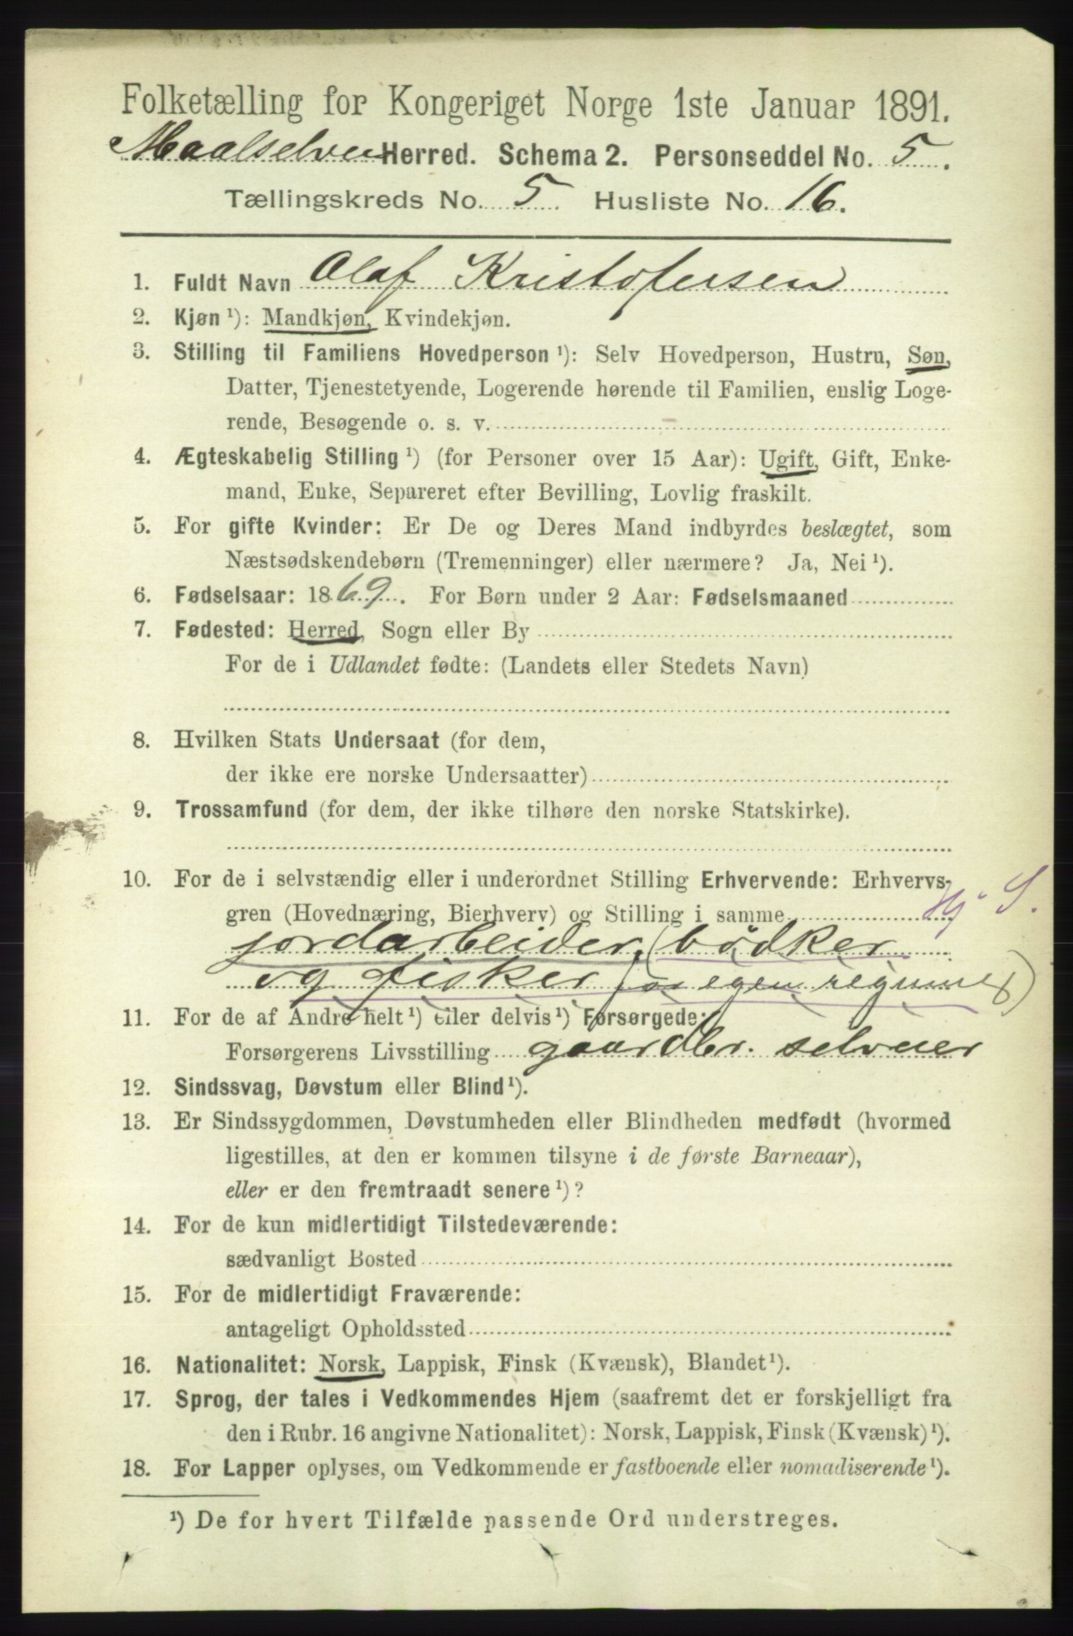 Folketælling for Kongeriget Norge 1ste Januar 1891.
Maalselven Herred. Schema 2. Personseddel No. 5.
Tællingskreds No. 5. Husliste No. 16.
1. Fuldt Navn Olaf Kristofersen
2. Kjøn ¹): Mandkjøn, Kvindekjøn.
3. Stilling til Familiens Hovedperson ¹): Selv Hovedperson, Hustru, Søn,
Datter, Tjenestetyende, Logerende hørende til Familien, enslig Loge-
rende, Besøgende o. s. v.
4. Ægteskabelig Stilling ¹) (for Personer over 15 Aar): Ugift, Gift, Enke-
mand, Enke, Separeret efter Bevilling, Lovlig fraskilt.
5. For gifte Kvinder: Er De og Deres Mand indbyrdes beslægtet, som
Næstsødskendebørn (Tremenninger) eller nærmere? Ja, Nei ¹).
6. Fødselsaar: 1869. For Børn under 2 Aar: Fødselsmaaned
7. Fødested: Herred, Sogn eller By
For de i Udlandet fødte: (Landets eller Stedets Navn)
8. Hvilken Stats Undersaat (for dem,
der ikke ere norske Undersaatter)
9. Trossamfund (for dem, der ikke tilhøre den norske Statskirke).
10. For de i selvstændig eller i underordnet Stilling Erhvervende: Erhvervs-
gren (Hovednæring, Bierhverv) og Stilling i samme Hj S.
jordarbeider, (bødker
og fisker for egen regning)
11. For de af Andre helt ¹) eller delvis ¹) Forsørgede:
Forsørgerens Livsstilling gaardbr. selveier
12. Sindssvag, Døvstum eller Blind ¹).
13. Er Sindssygdommen, Døvstumheden eller Blindheden medfødt (hvormed
ligestilles, at den er kommen tilsyne i de første Barneaar),
eller er den fremtraadt senere ¹)?
14. For de kun midlertidigt Tilstedeværende:
sædvanligt Bosted
15. For de midlertidigt Fraværende:
antageligt Opholdssted
16. Nationalitet: Norsk, Lappisk, Finsk (Kvænsk), Blandet ¹).
17. Sprog, der tales i Vedkommendes Hjem (saafremt det er forskjelligt fra
den i Rubr. 16 angivne Nationalitet): Norsk, Lappisk, Finsk (Kvænsk) ¹).
18. For Lapper oplyses, om Vedkommende er fastboende eller nomadiserende ¹).
¹) De for hvert Tilfælde passende Ord understreges.